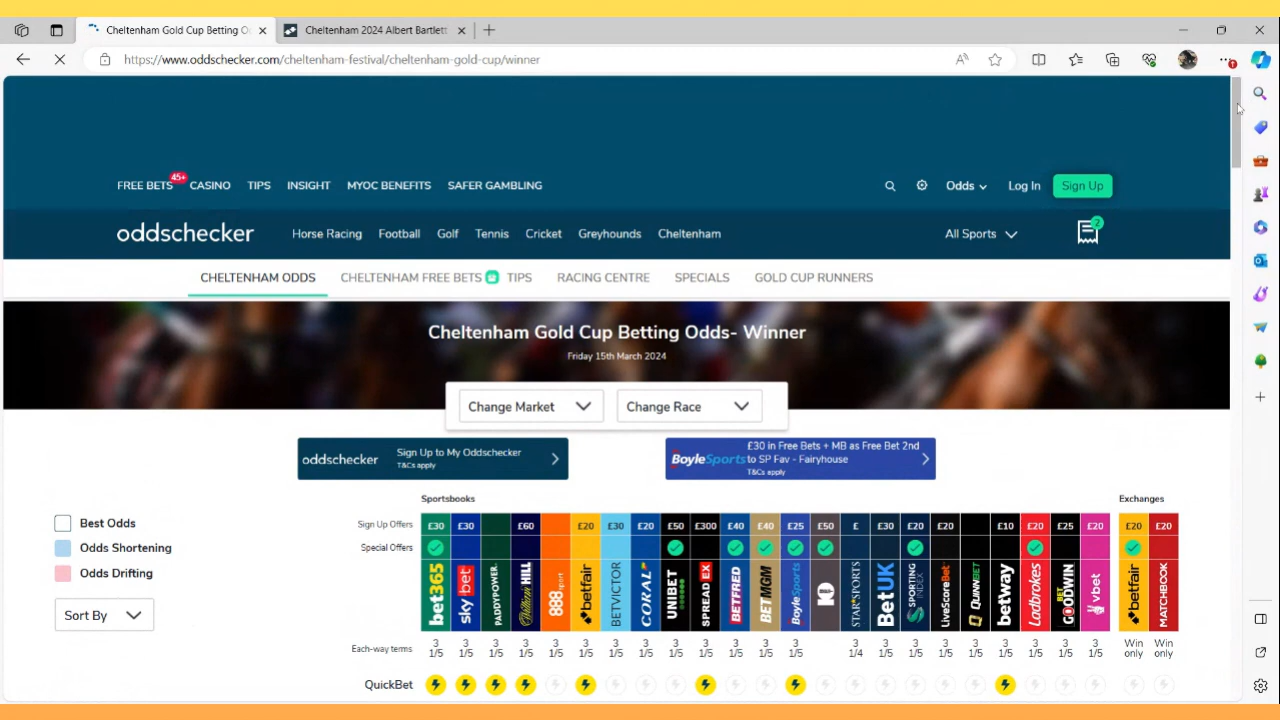 Cheltenham Gold Cup Betting O
Cheltenham 2024 Albert Bartlett
https://www.oddschecker.com/cheltenham-festival/cheltenham-gold-cup/winner
FREE BETS 45+ CASINO TIPS INSIGHT MYOC BENEFITS SAFER GAMBLING Odds Log In Sign Up
oddschecker Horse Racing Football Golf Tennis Cricket Greyhounds Cheltenham All Sports 2
CHELTENHAM ODDS CHELTENHAM FREE BETS TIPS RACING CENTRE SPECIALS GOLD CUP RUNNERS
Cheltenham Gold Cup Betting Odds- Winner
Friday 15th March 2024
Change Market Change Race
oddschecker Sign Up to My Oddschecker
T&Cs apply
BoyleSports £30 in Free Bets + MB as Free Bet 2nd
to SP Fav - Fairyhouse
T&Cs apply
Sportsbooks Exchanges
Best Odds
Odds Shortening
Odds Drifting
Sort By
Sign Up Offers £30 £30 £60 £20 £30 £20 £50 £300 £40 £40 £25 £50 £ £30 £20 £20 £10 £20 £25 £20 £20 £20
Special Offers
bet365 sky bet PADDYPOWER. William HILL 888sport betfair BETVICTOR CORAL UNIBET SPREADEX BETFRED BETMGM BoyleSports 10 STAR SPORTS BetUK SPORTING INDEX LiveScoreBet QUINNBET betway Ladbrokes BET GOODWIN vbet betfair MATCHBOOK
Each-way terms 3 3 3 3 3 3 3 3 3 3 3 3 3 3 3 3 3 3 3 3 3 3 Win Win
1/5 1/5 1/5 1/5 1/5 1/5 1/5 1/5 1/5 1/5 1/5 1/5 1/5 1/4 1/5 1/5 1/5 1/5 1/5 1/5 1/5 1/5 only only
QuickBet